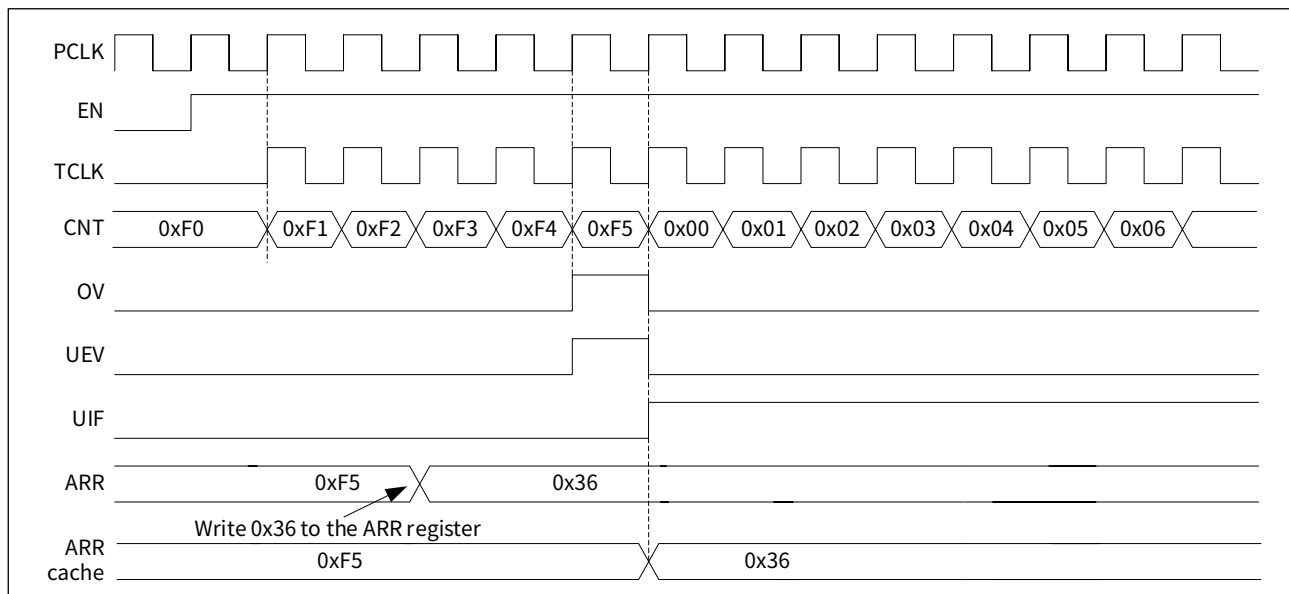 PCLK
EN
TCLK
CNT 0xF0 0xF1 0xF2 0xF3 0xF4 0xF5 0x00 0x01 0x02 0x03 0x04 0x05 0x06
OV
UEV
UIF
ARR 0xF5 0x36
Write 0x36 to the ARR register
ARR
cache 0xF5 0x36